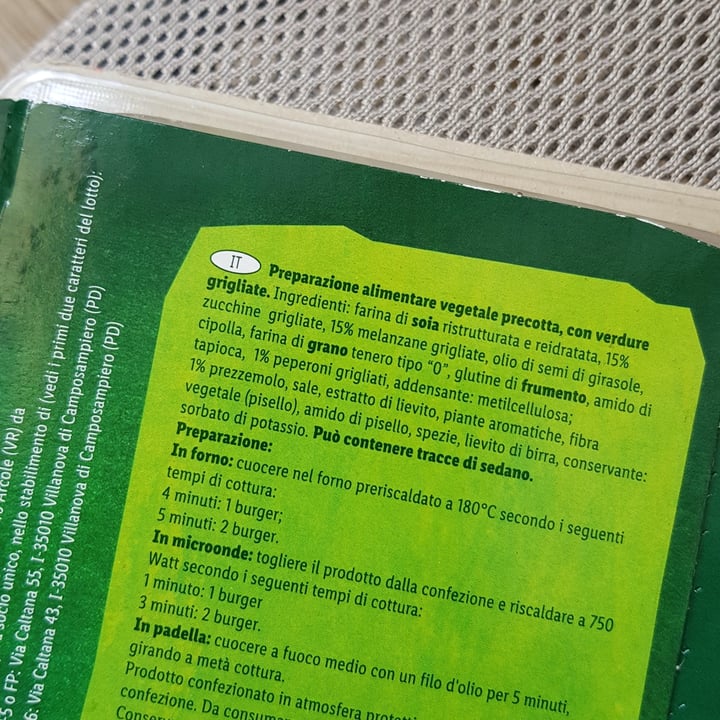 IT
Preparazione alimentare vegetale precotta, con verdure
grigliate. Ingredienti: farina di soia ristrutturata e reidratata, 15%
zucchine grigliate, 15% melanzane grigliate, olio di semi di girasole,
cipolla, farina di grano tenero tipo "0", glutine di frumento, amido di
tapioca, 1% peperoni grigliati, addensante: metilcellulosa;
1% prezzemolo, sale, estratto di lievito, piante aromatiche, fibra
vegetale (pisello), amido di pisello, spezie, lievito di birra, conservante:
sorbato di potassio. Può contenere tracce di sedano.
Preparazione:
In forno: cuocere nel forno preriscaldato a 180°C secondo i seguenti
tempi di cottura:
4 minuti: 1 burger;
5 minuti: 2 burger.
In microonde: togliere il prodotto dalla confezione e riscaldare a 750
Watt secondo i seguenti tempi di cottura:
1 minuto: 1 burger
3 minuti: 2 burger.
In padella: cuocere a fuoco medio con un filo d'olio per 5 minuti,
girando a metà cottura.
Prodotto confezionato in atmosfera
confezione. Da
Arcole (VR) da
socio unico, nello stabilimento di (vedi i primi due caratteri del lotto):
o FP: Via Caltana 55, I-35010 Villanova di Camposampiero (PD)
6: Via Caltana 43, I-35010 Villanova di Camposampiero (PD)